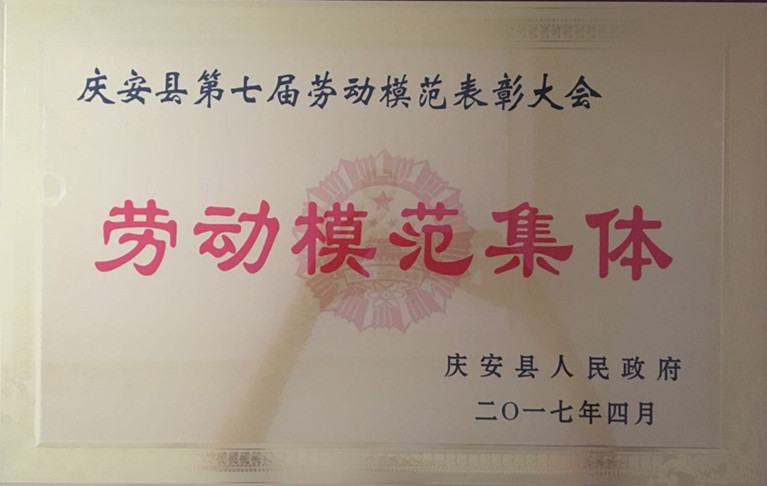 庆安县第七届劳动模范表彰大会
劳动模范集体
庆安县人民政府
二〇一七年四月